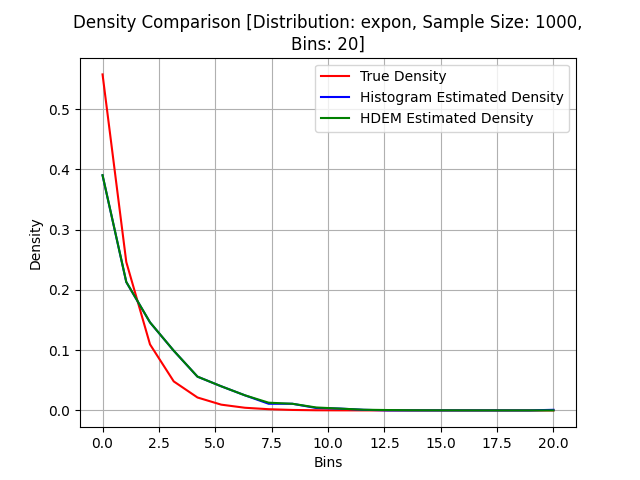 Density Comparison [Distribution: expon, Sample Size: 1000,
Bins: 20]
True Density
Histogram Estimated Density
HDEM Estimated Density
Density
0.5
0.4
0.3
0.2
0.1
0.0
0.0 2.5 5.0 7.5 10.0 12.5 15.0 17.5 20.0
Bins